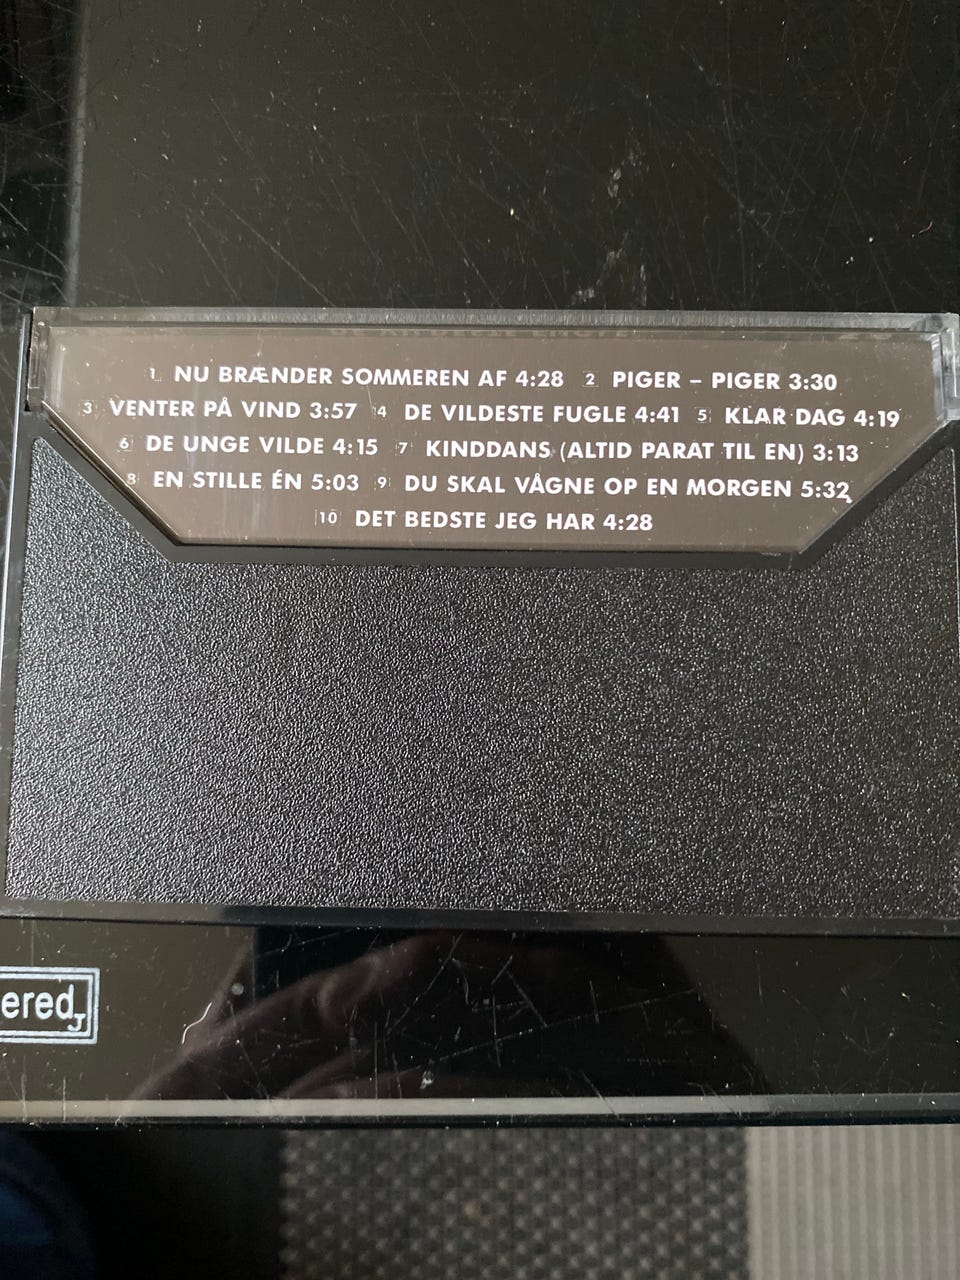 1 NU BRÆNDER SOMMEREN AF 4:28 2 PIGER – PIGER 3:30
3 VENTER PÅ VIND 3:57 4 DE VILDESTE FUGLE 4:41 5 KLAR DAG 4:19
6 DE UNGE VILDE 4:15 7 KINDDANS (ALTID PARAT TIL EN) 3:13
8 EN STILLE ÉN 5:03 9 DU SKAL VÅGNE OP EN MORGEN 5:32
10 DET BEDSTE JEG HAR 4:28
ered